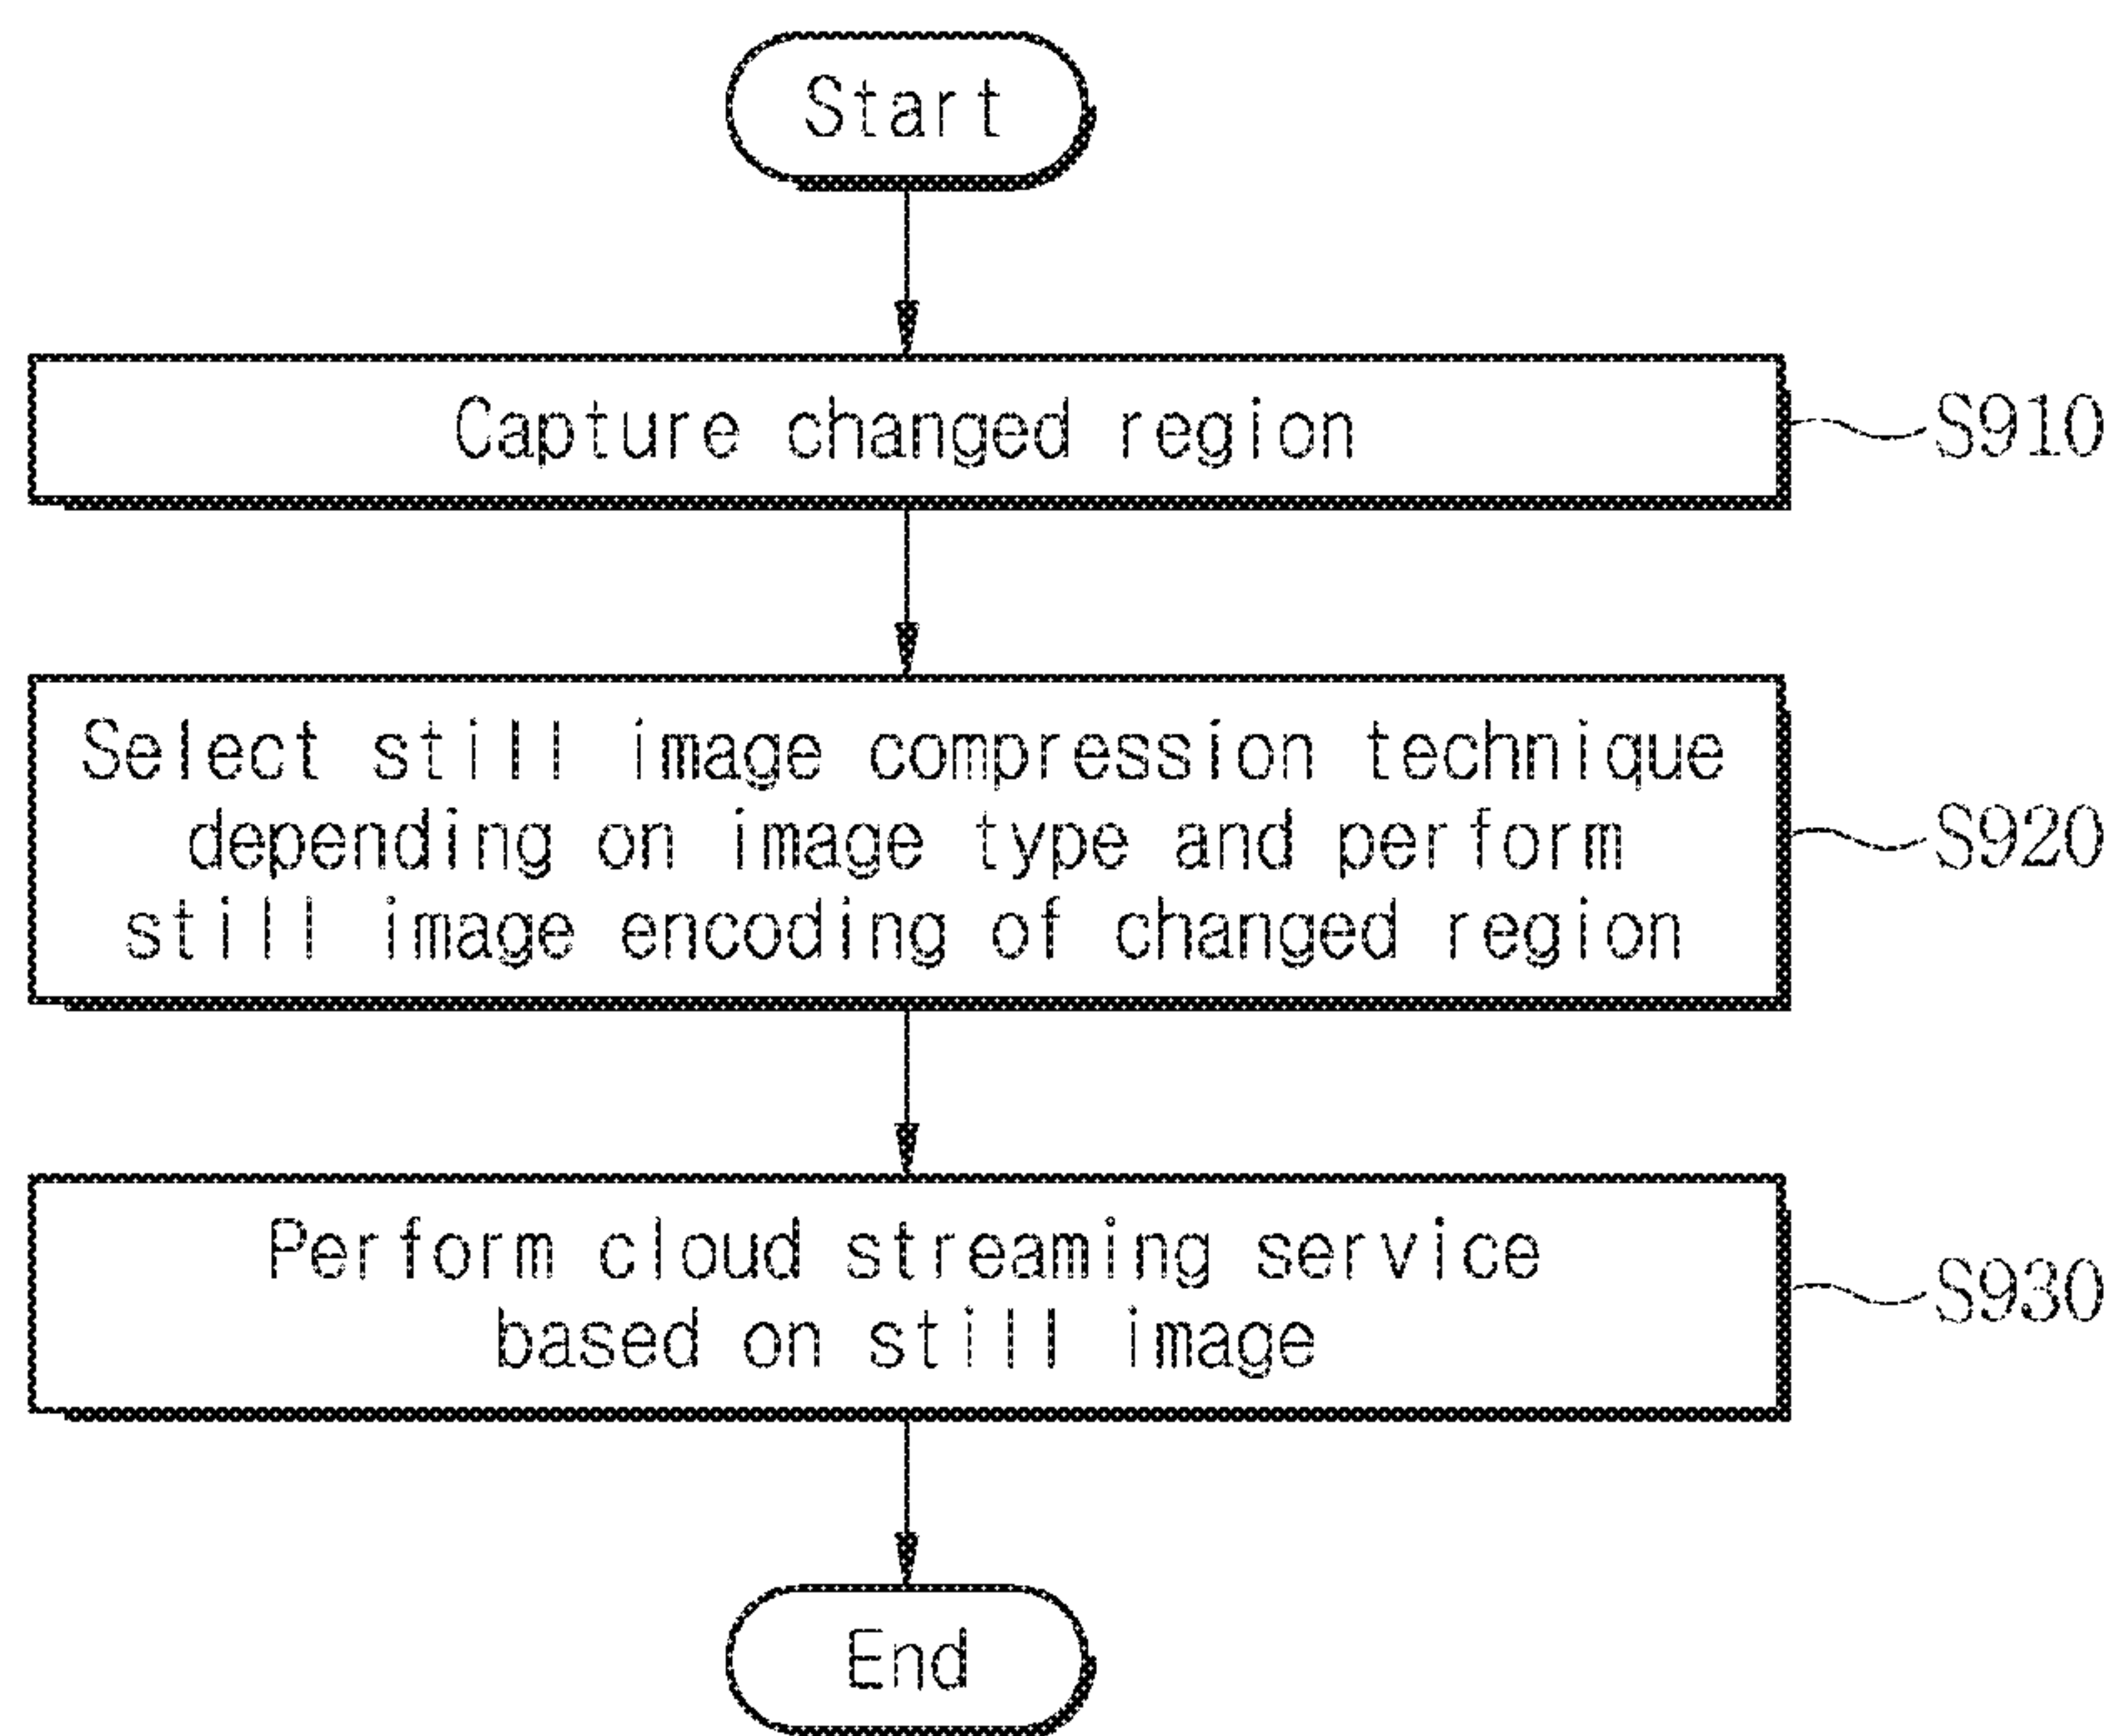 Start
Capture changed region
S910
Select still image compression technique
depending on image type and perform
still image encoding of changed region
S920
Perform cloud streaming service
based on still image
S930
End